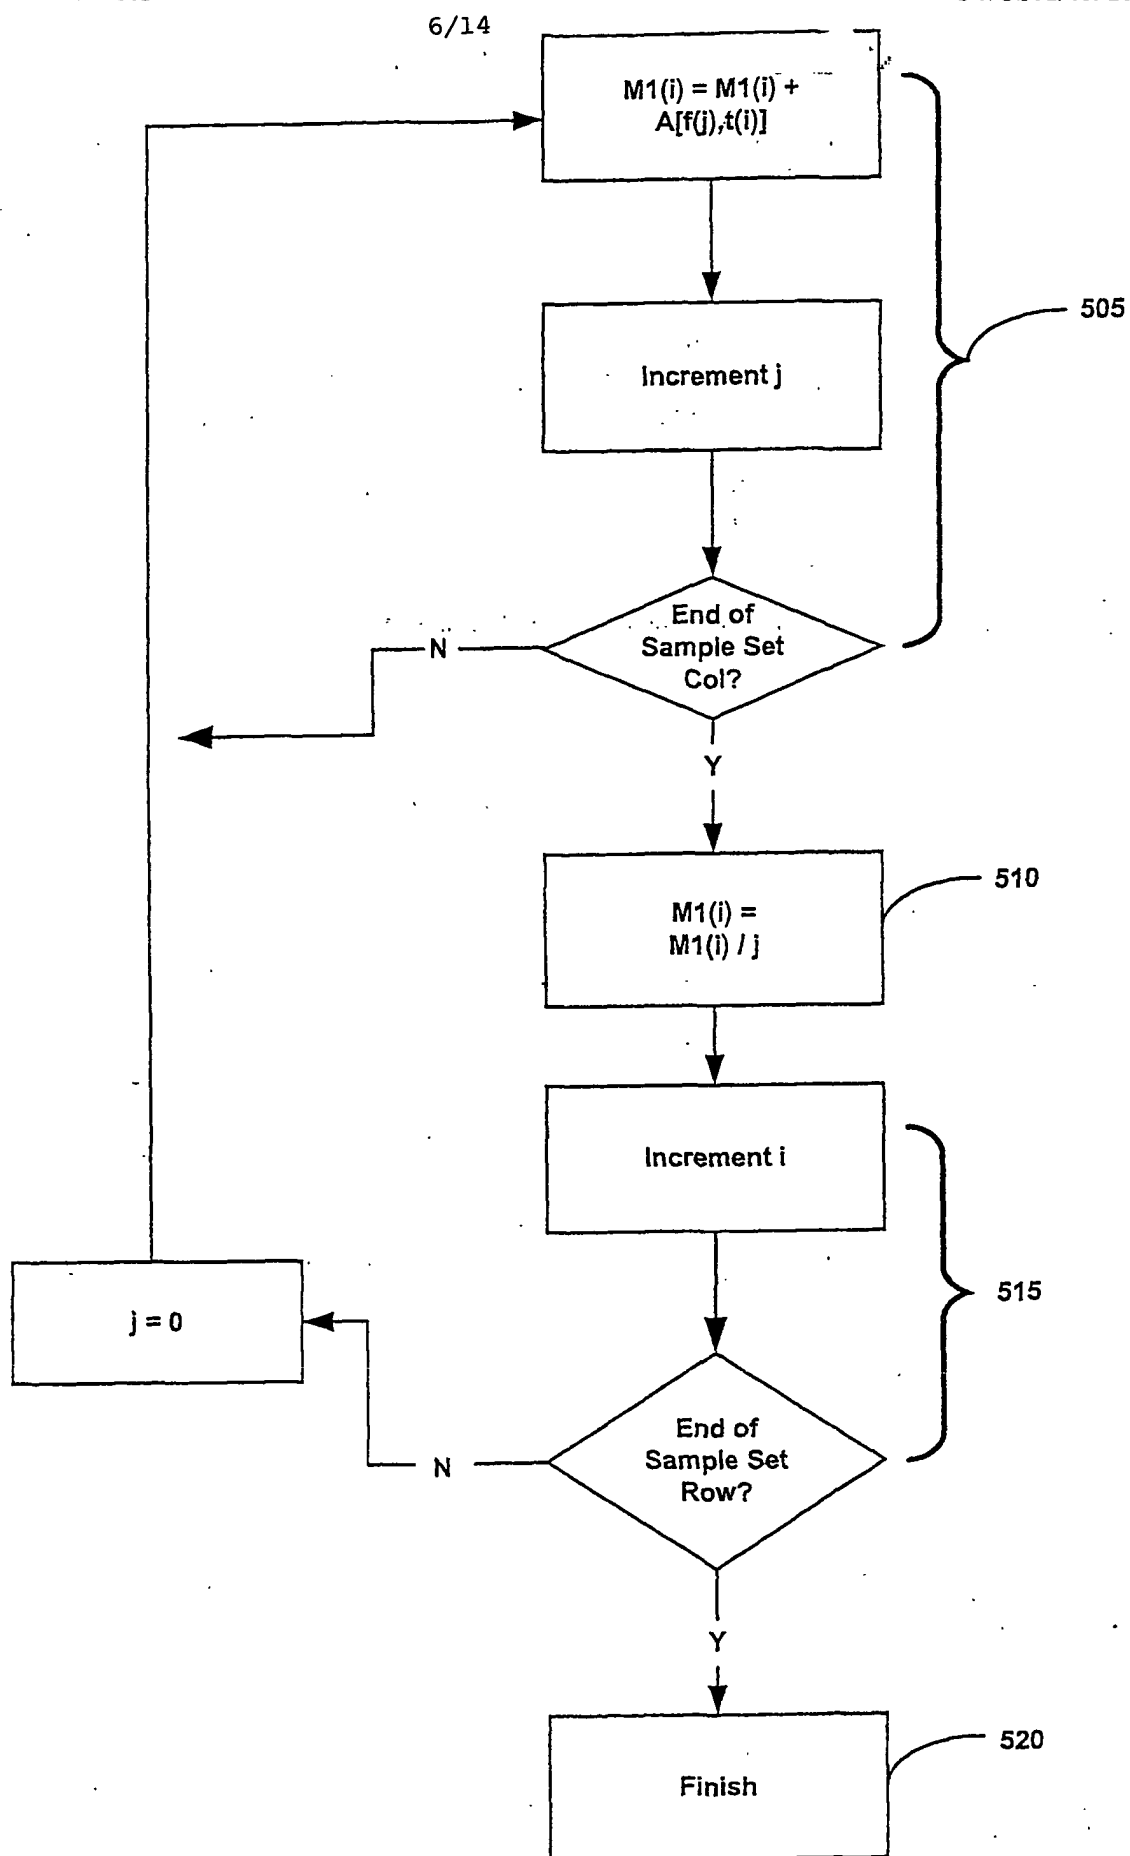 6/14
M1(i) = M1(i) +
A[f(j),t(i)]
505
Increment j
End of
Sample Set
Col?
N
Y
510
M1(i) =
M1(i) / j
Increment i
515
j = 0
End of
Sample Set
Row?
N
Y
520
Finish